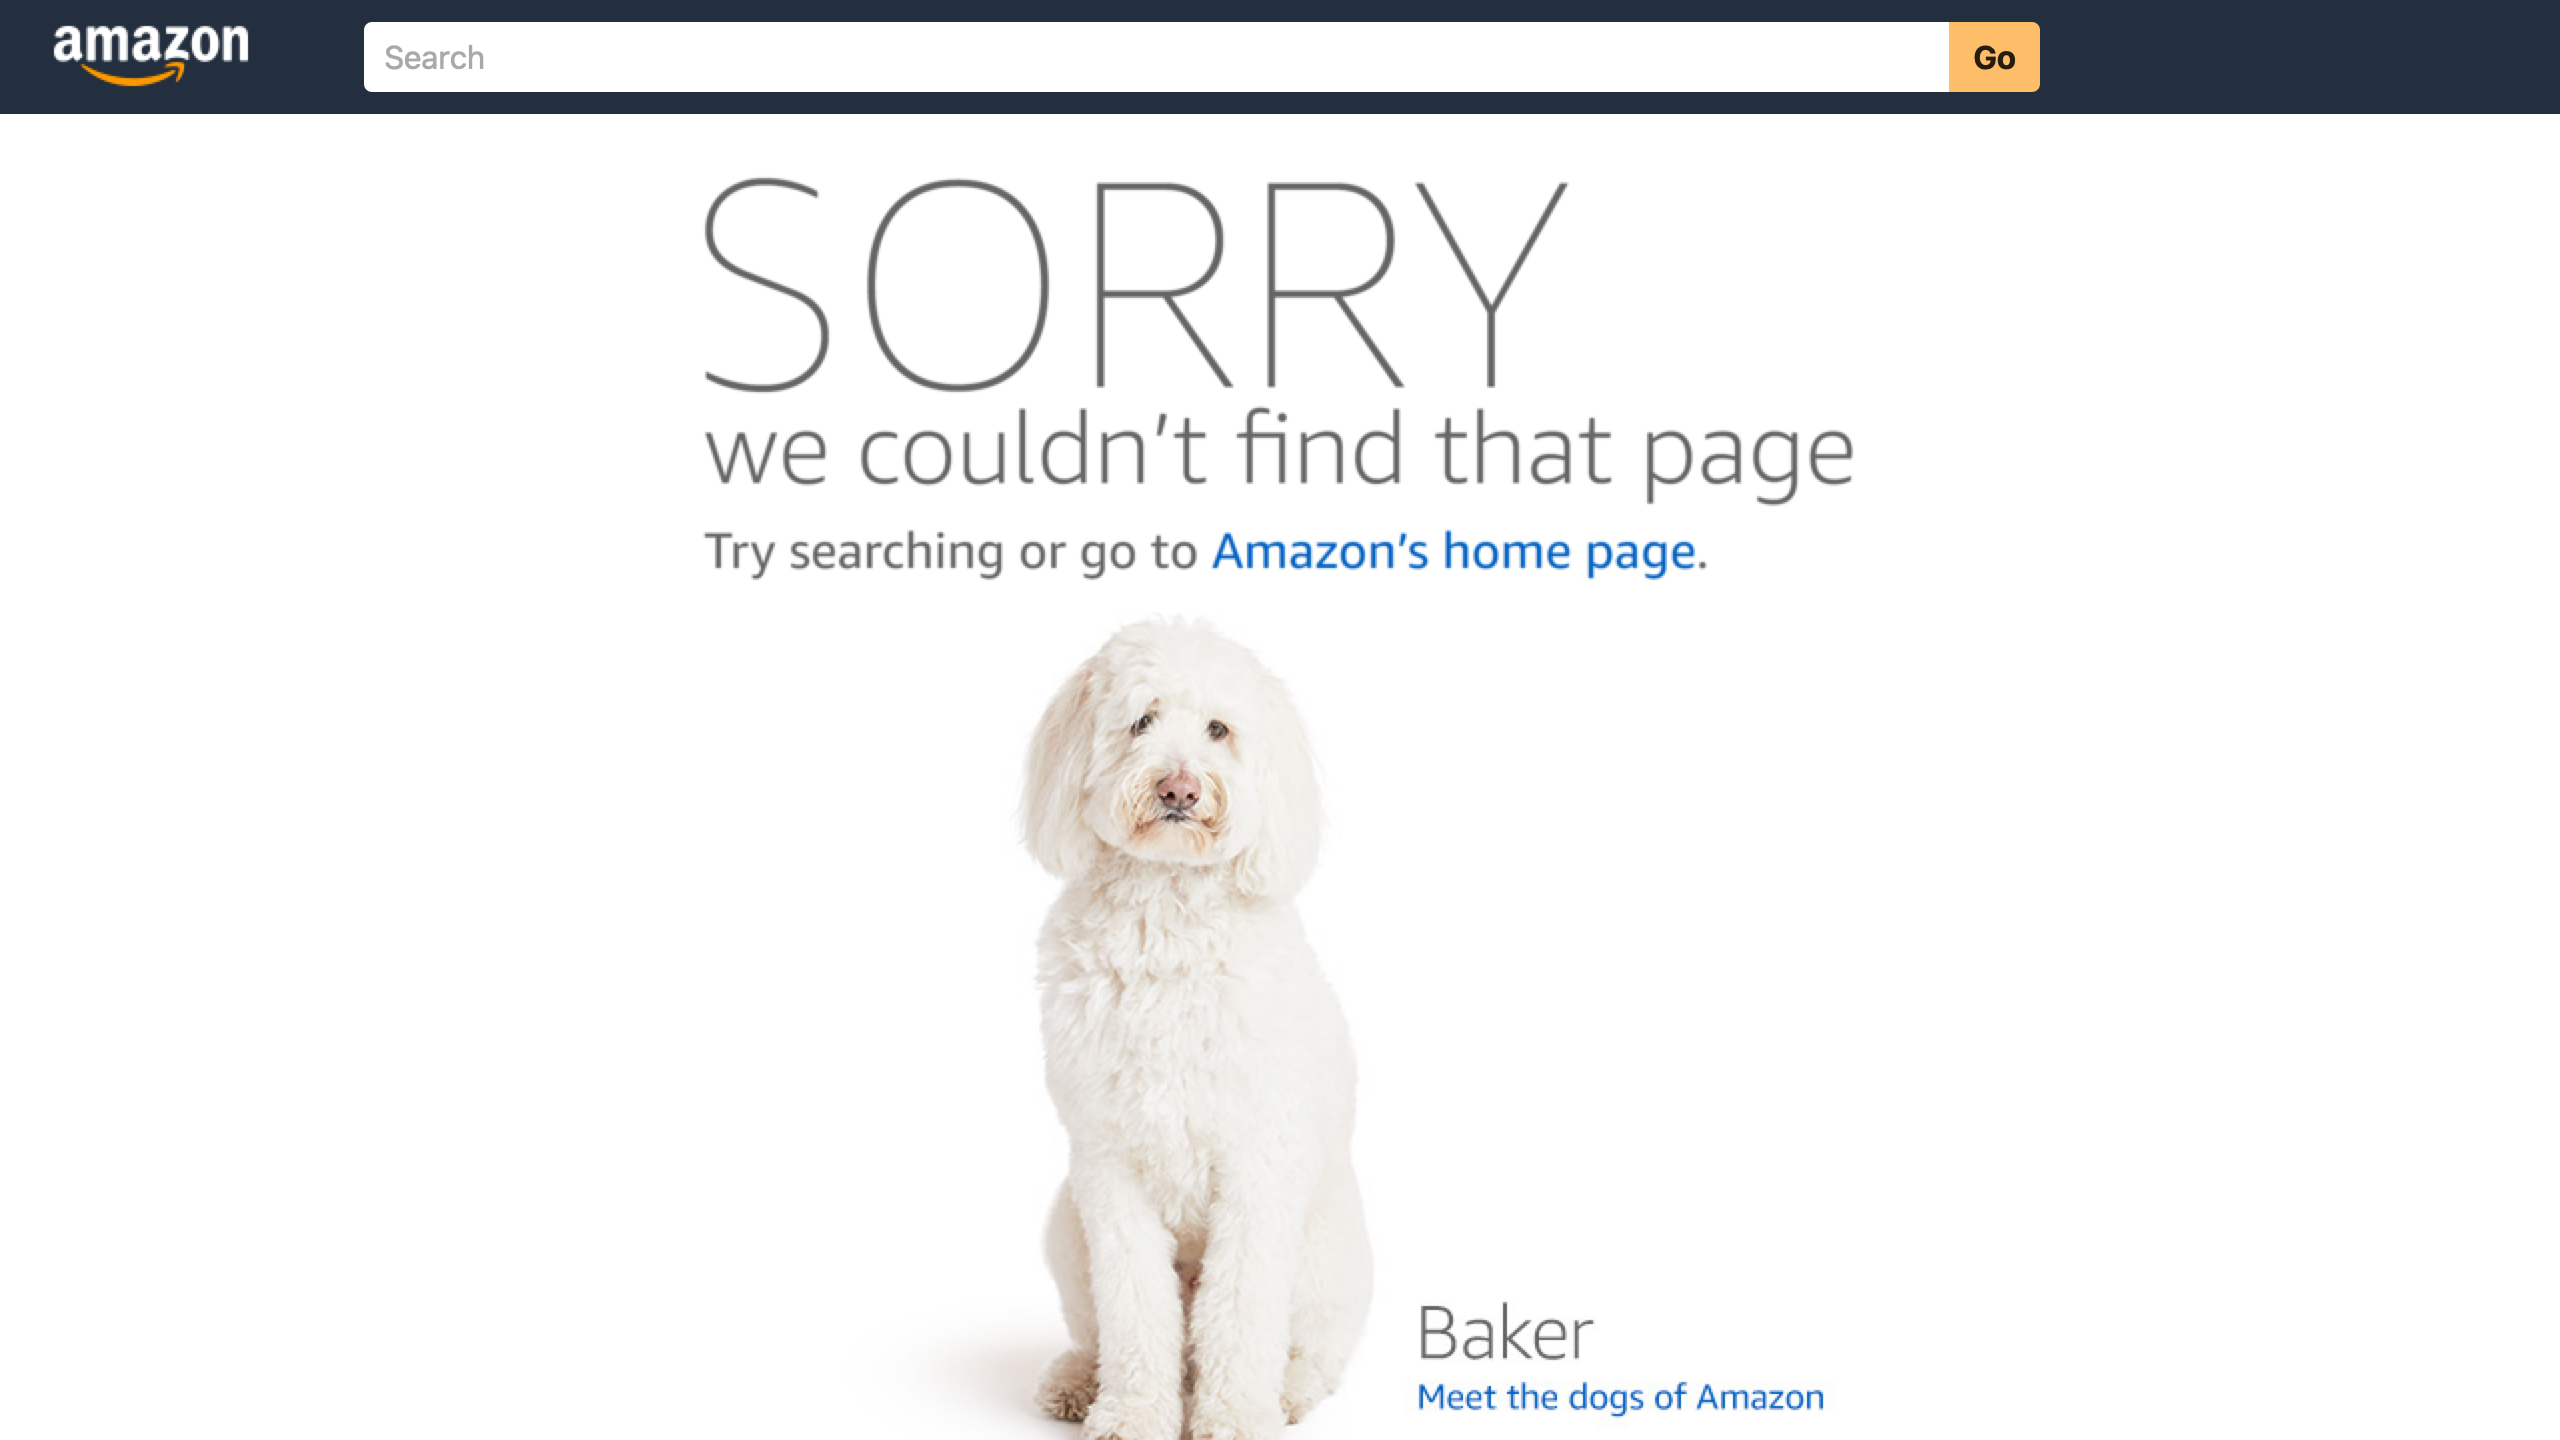 amazon
Search
Go
SORRY
we couldn't find that page
Try searching or go to Amazon's home page.
Baker
Meet the dogs of Amazon